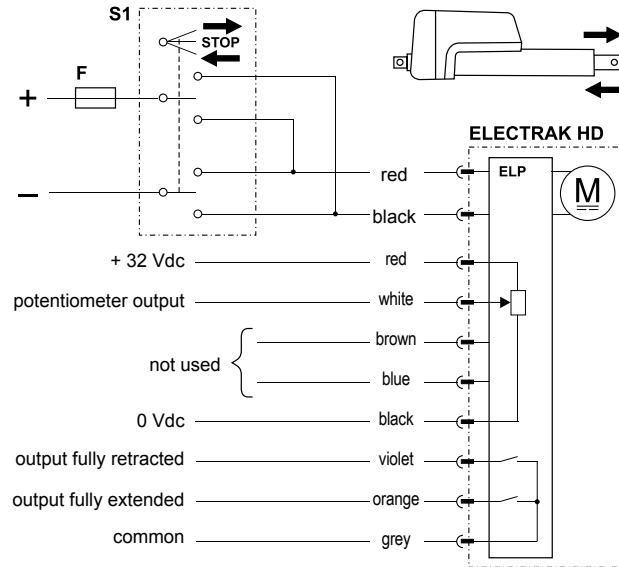 S1
STOP
F
+
–
ELECTRAK HD
red
ELP
M
black
+ 32 Vdc
red
potentiometer output
white
brown
not used
blue
0 Vdc
black
output fully retracted
violet
output fully extended
orange
common
grey